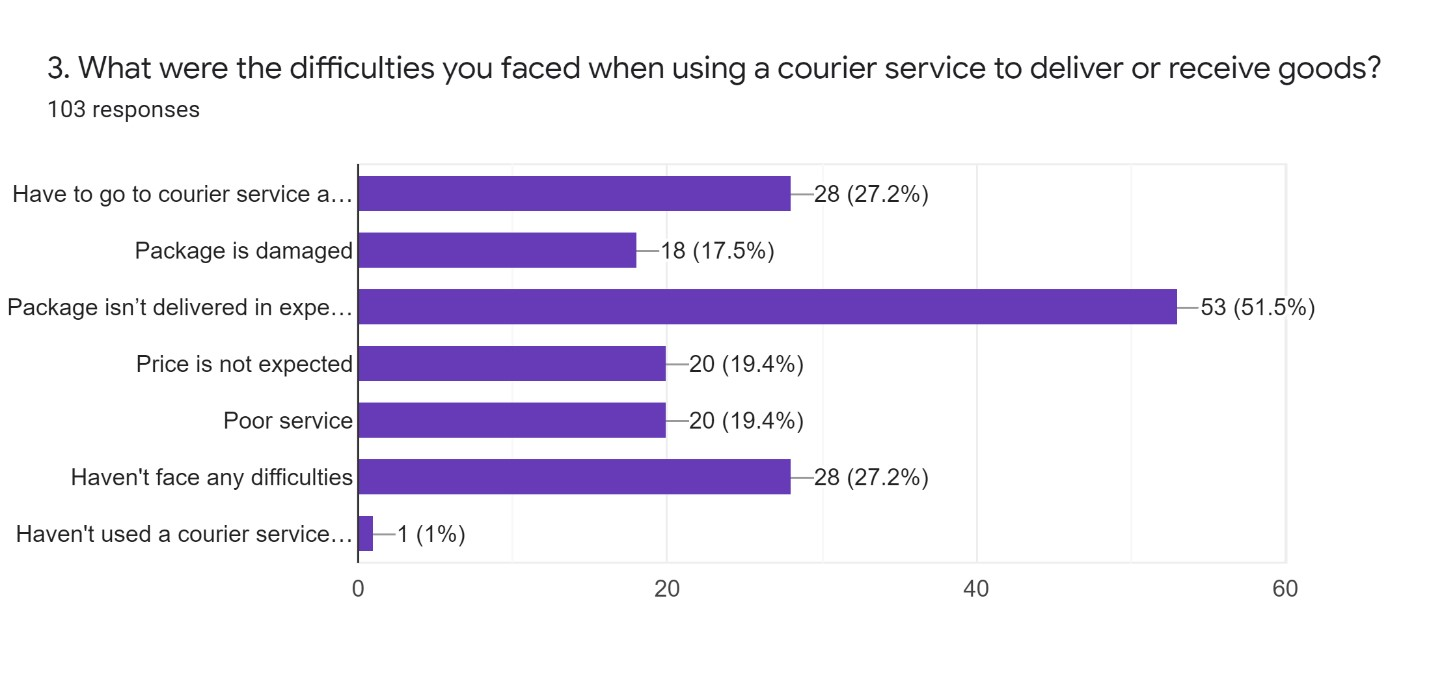 3. What were the difficulties you faced when using a courier service to deliver or receive goods?
103 responses
Have to go to courier service a…
28 (27.2%)
Package is damaged
18 (17.5%)
Package isn’t delivered in expe…
53 (51.5%)
Price is not expected
20 (19.4%)
Poor service
20 (19.4%)
Haven't face any difficulties
28 (27.2%)
Haven't used a courier service…
1 (1%)
0 20 40 60